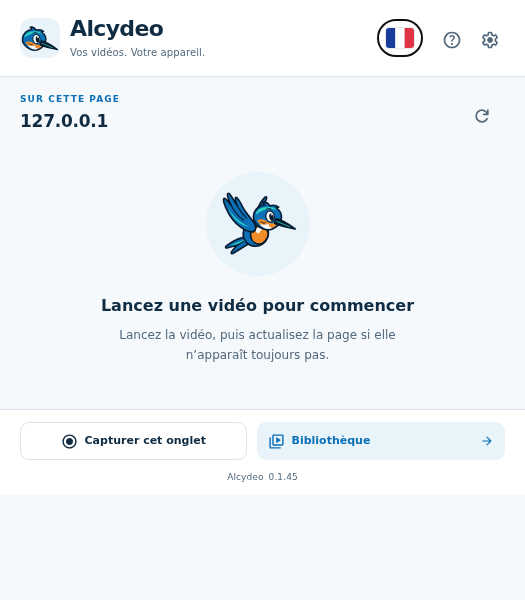 Alcydeo
Vos vidéos. Votre appareil.
SUR CETTE PAGE
127.0.0.1
Lancez une vidéo pour commencer
Lancez la vidéo, puis actualisez la page si elle
n’apparaît toujours pas.
Capturer cet onglet
Bibliothèque
Alcydeo 0.1.45